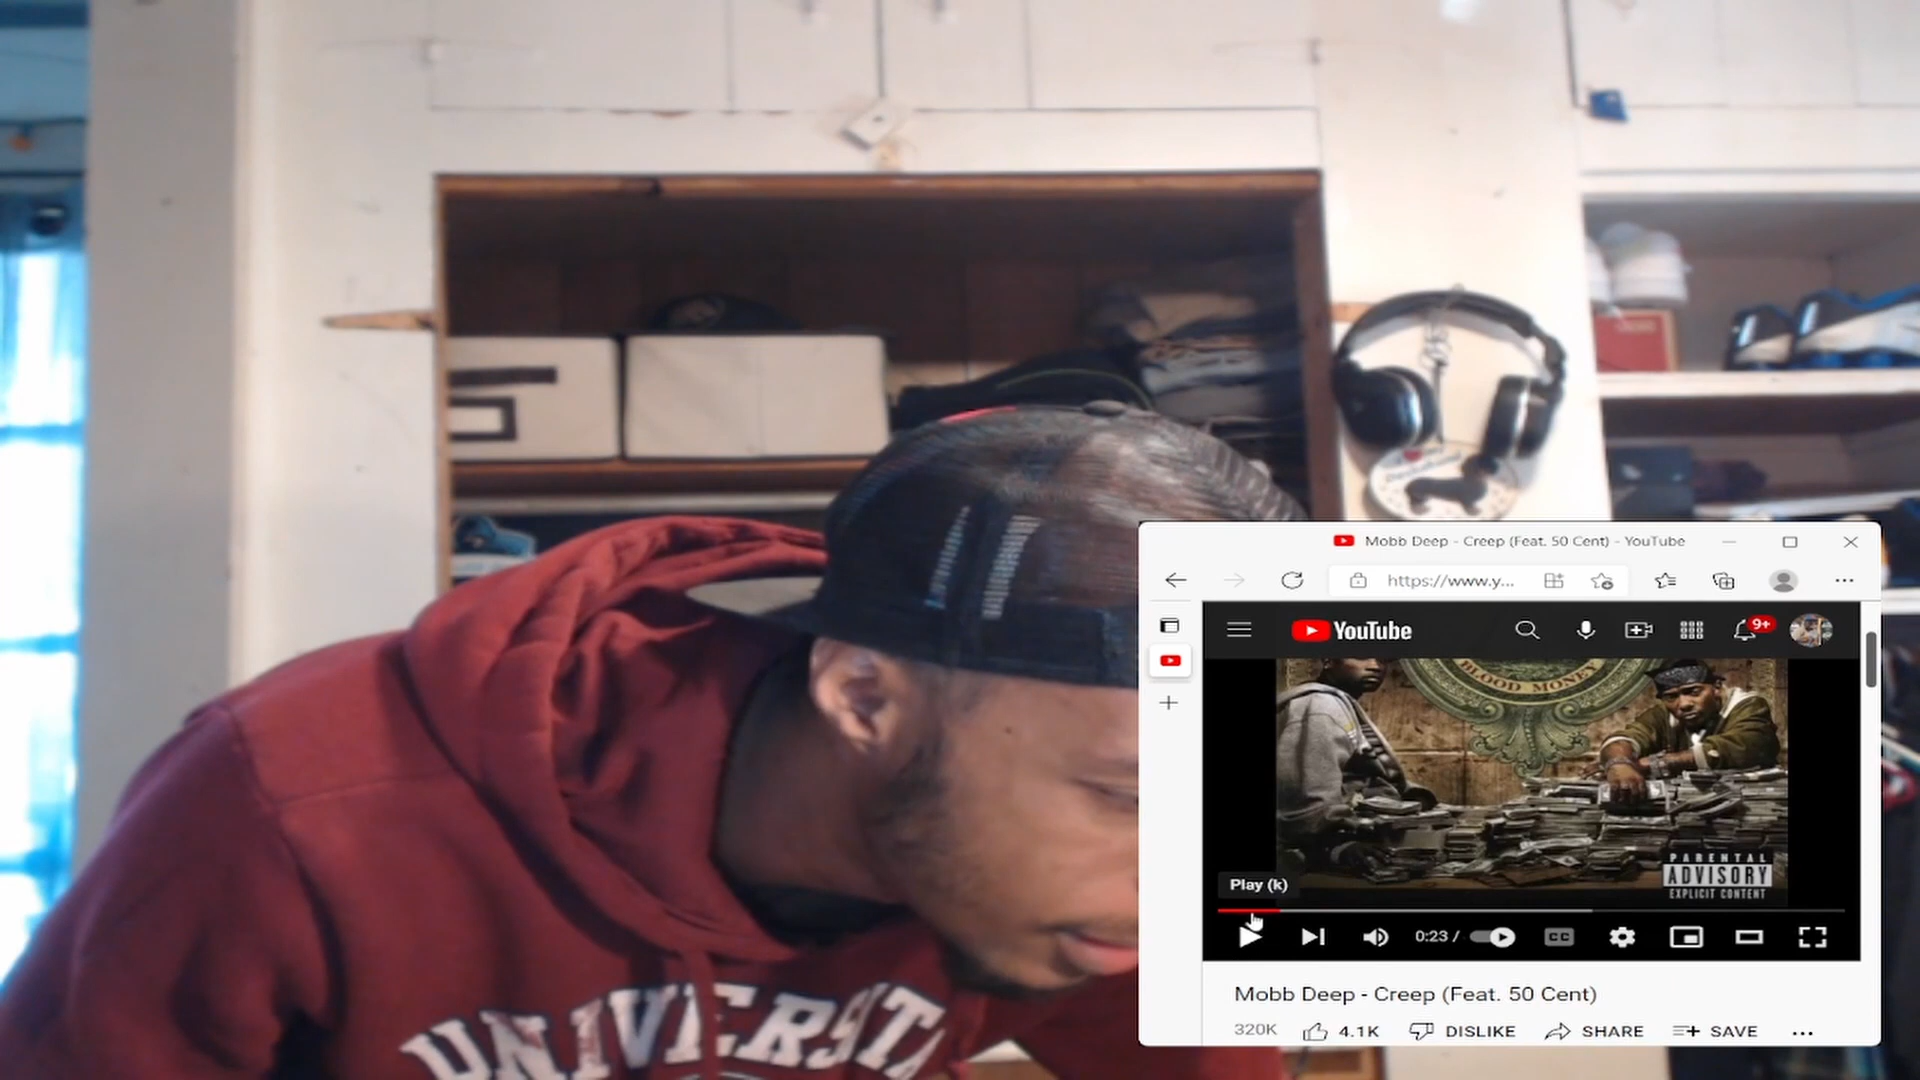 Mobb Deep - Creep (Feat. 50 Cent) - YouTube
https://www.y...
YouTube
9+
BLOOD MONEY
PARENTAL
ADVISORY
EXPLICIT CONTENT
Play (k)
0:23 /
CC
Mobb Deep - Creep (Feat. 50 Cent)
320K 4.1K DISLIKE SHARE SAVE